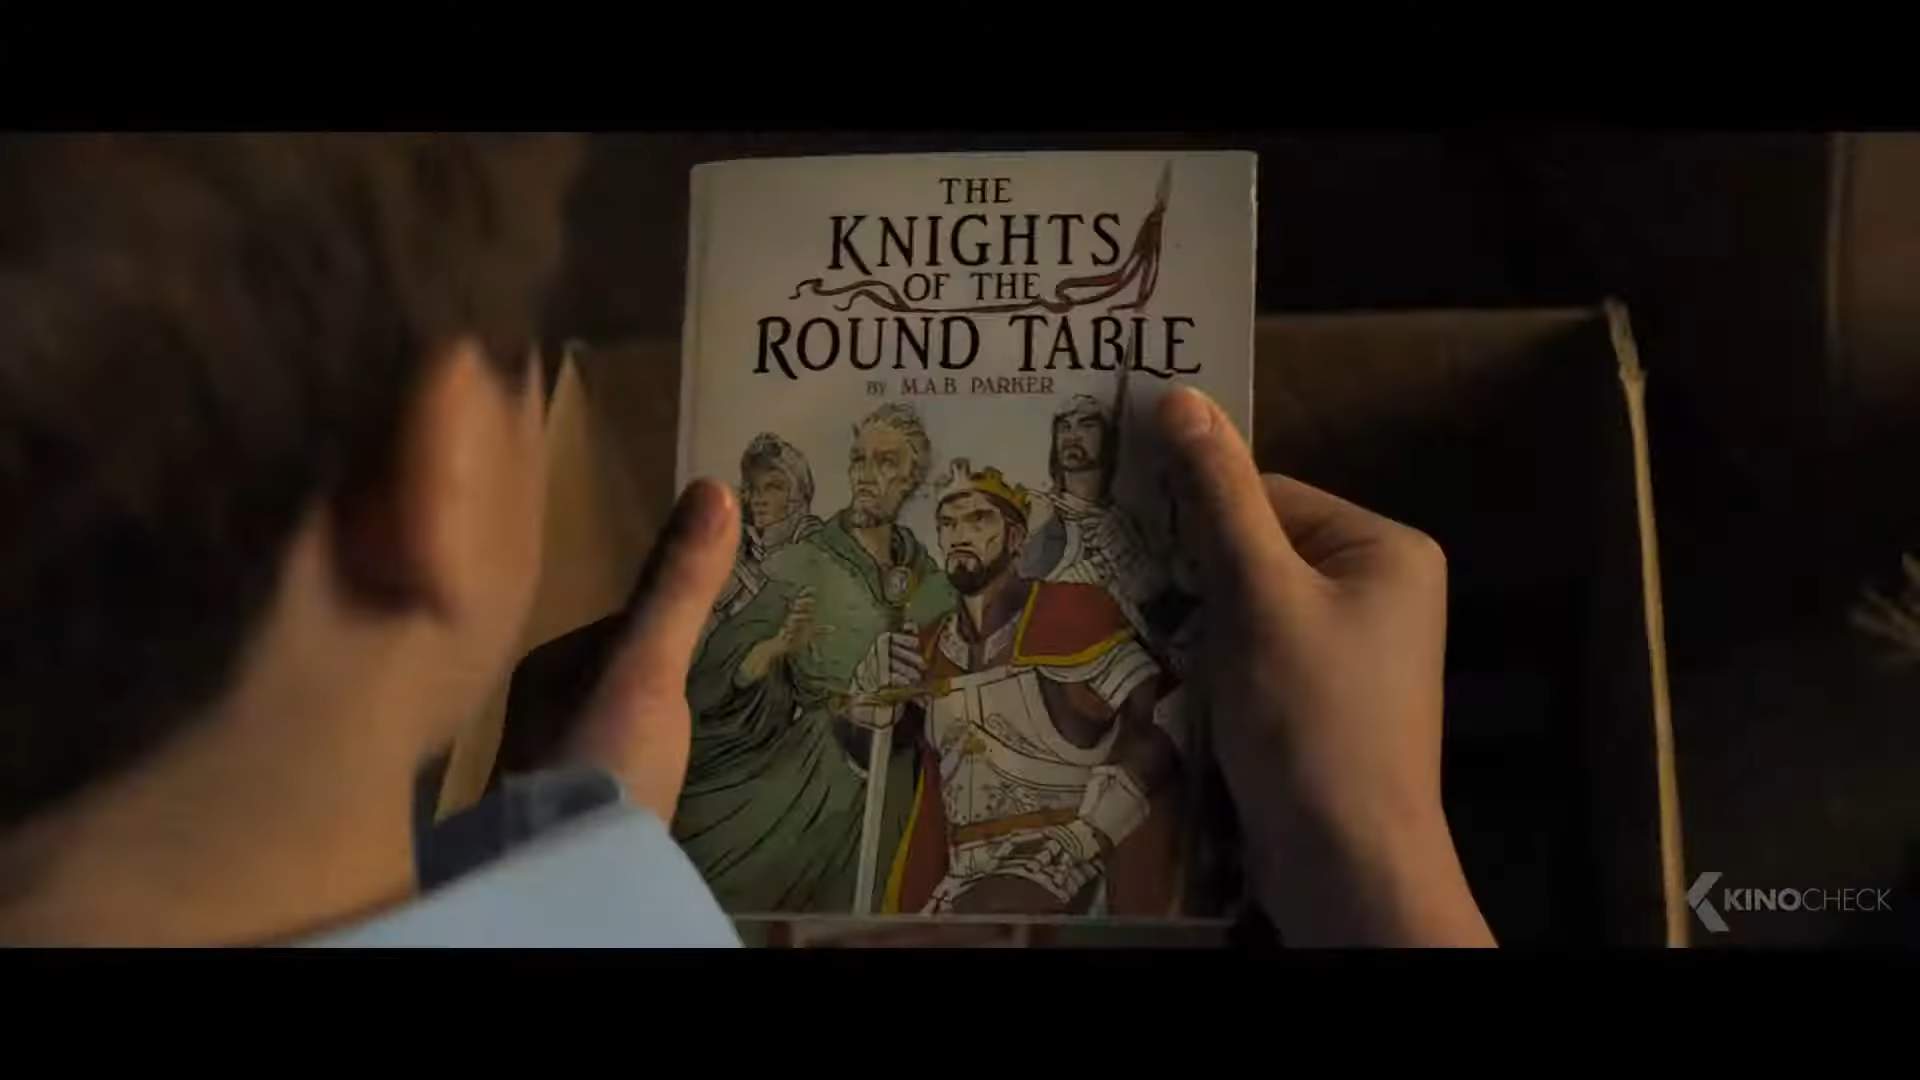 THE
KNIGHTS
OF THE
ROUND TABLE
BY M.A.B. PARKER
KINOCHECK